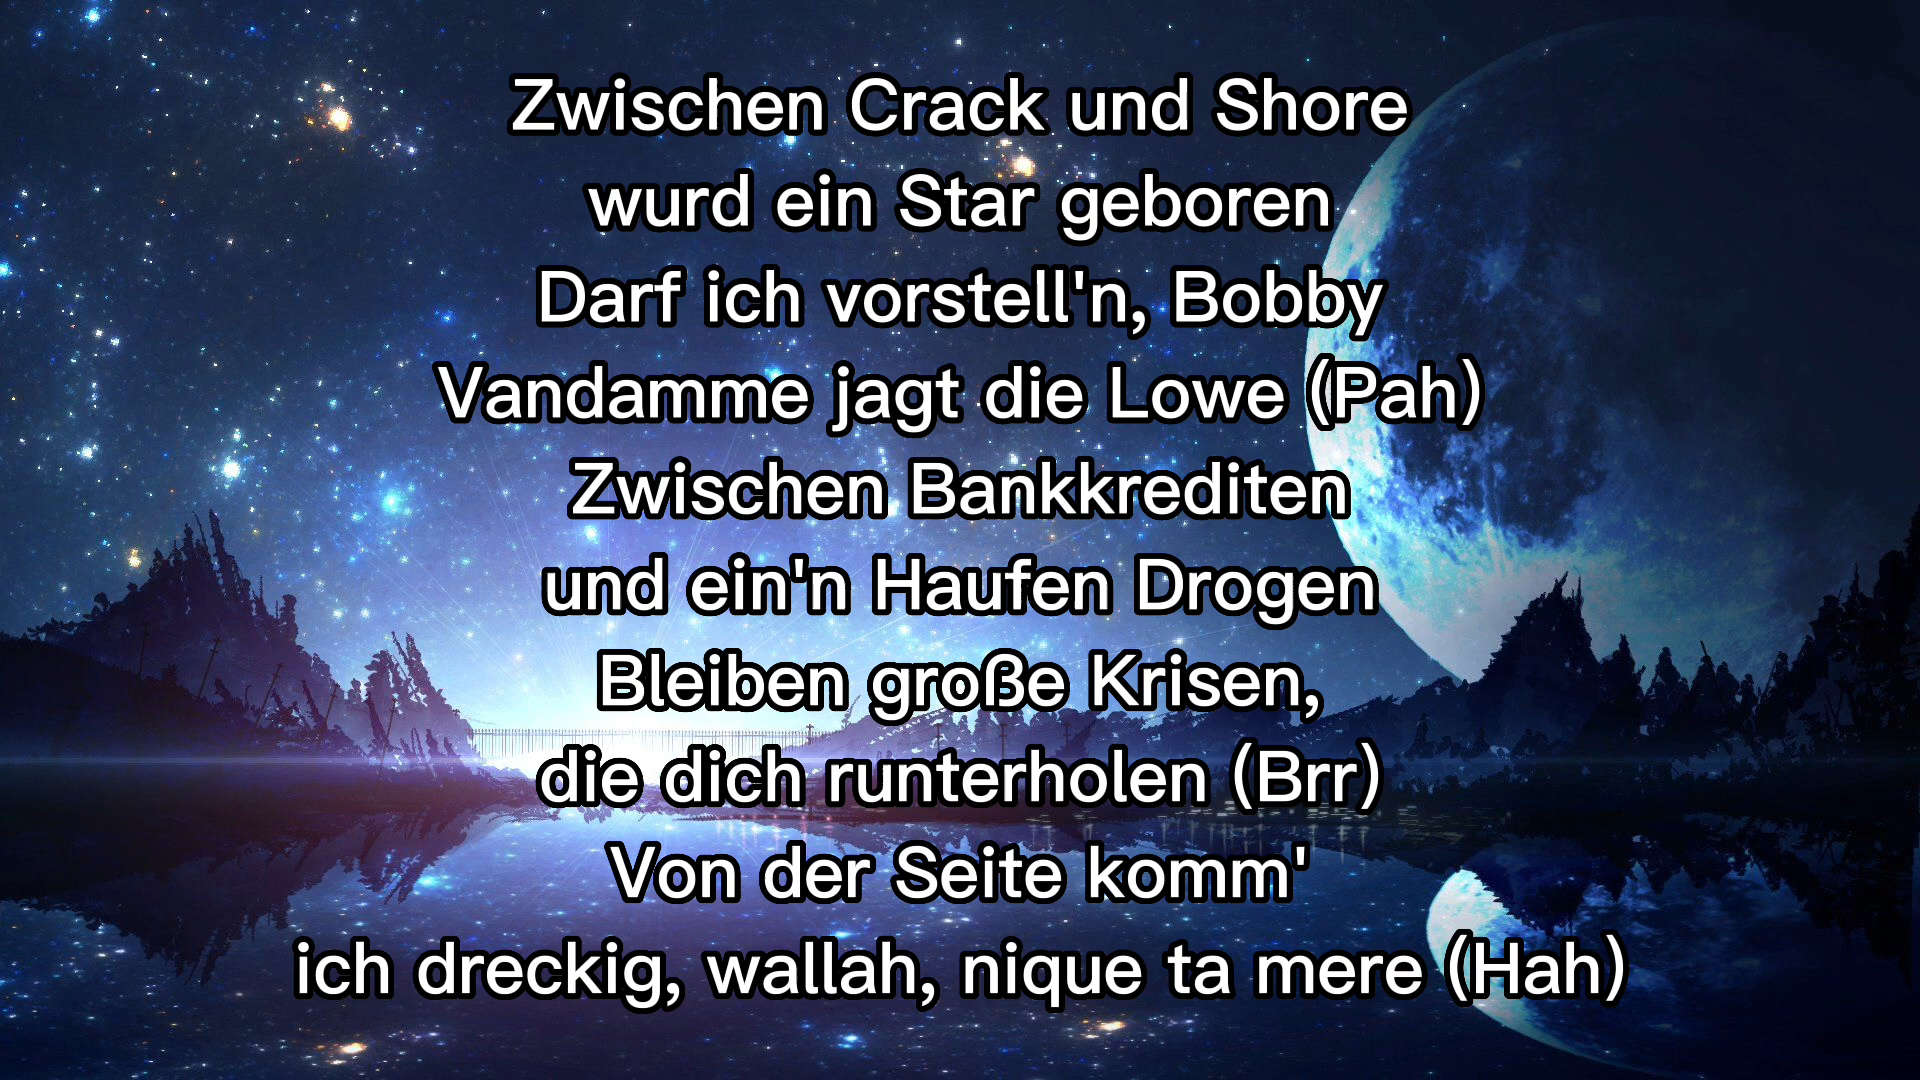 Zwischen Crack und Shore
wurd ein Star geboren
Darf ich vorstell'n, Bobby
Vandamme jagt die Lowe (Pah)
Zwischen Bankkrediten
und ein'n Haufen Drogen
Bleiben große Krisen,
die dich runterholen (Brr)
Von der Seite komm'
ich dreckig, wallah, nique ta mere (Hah)